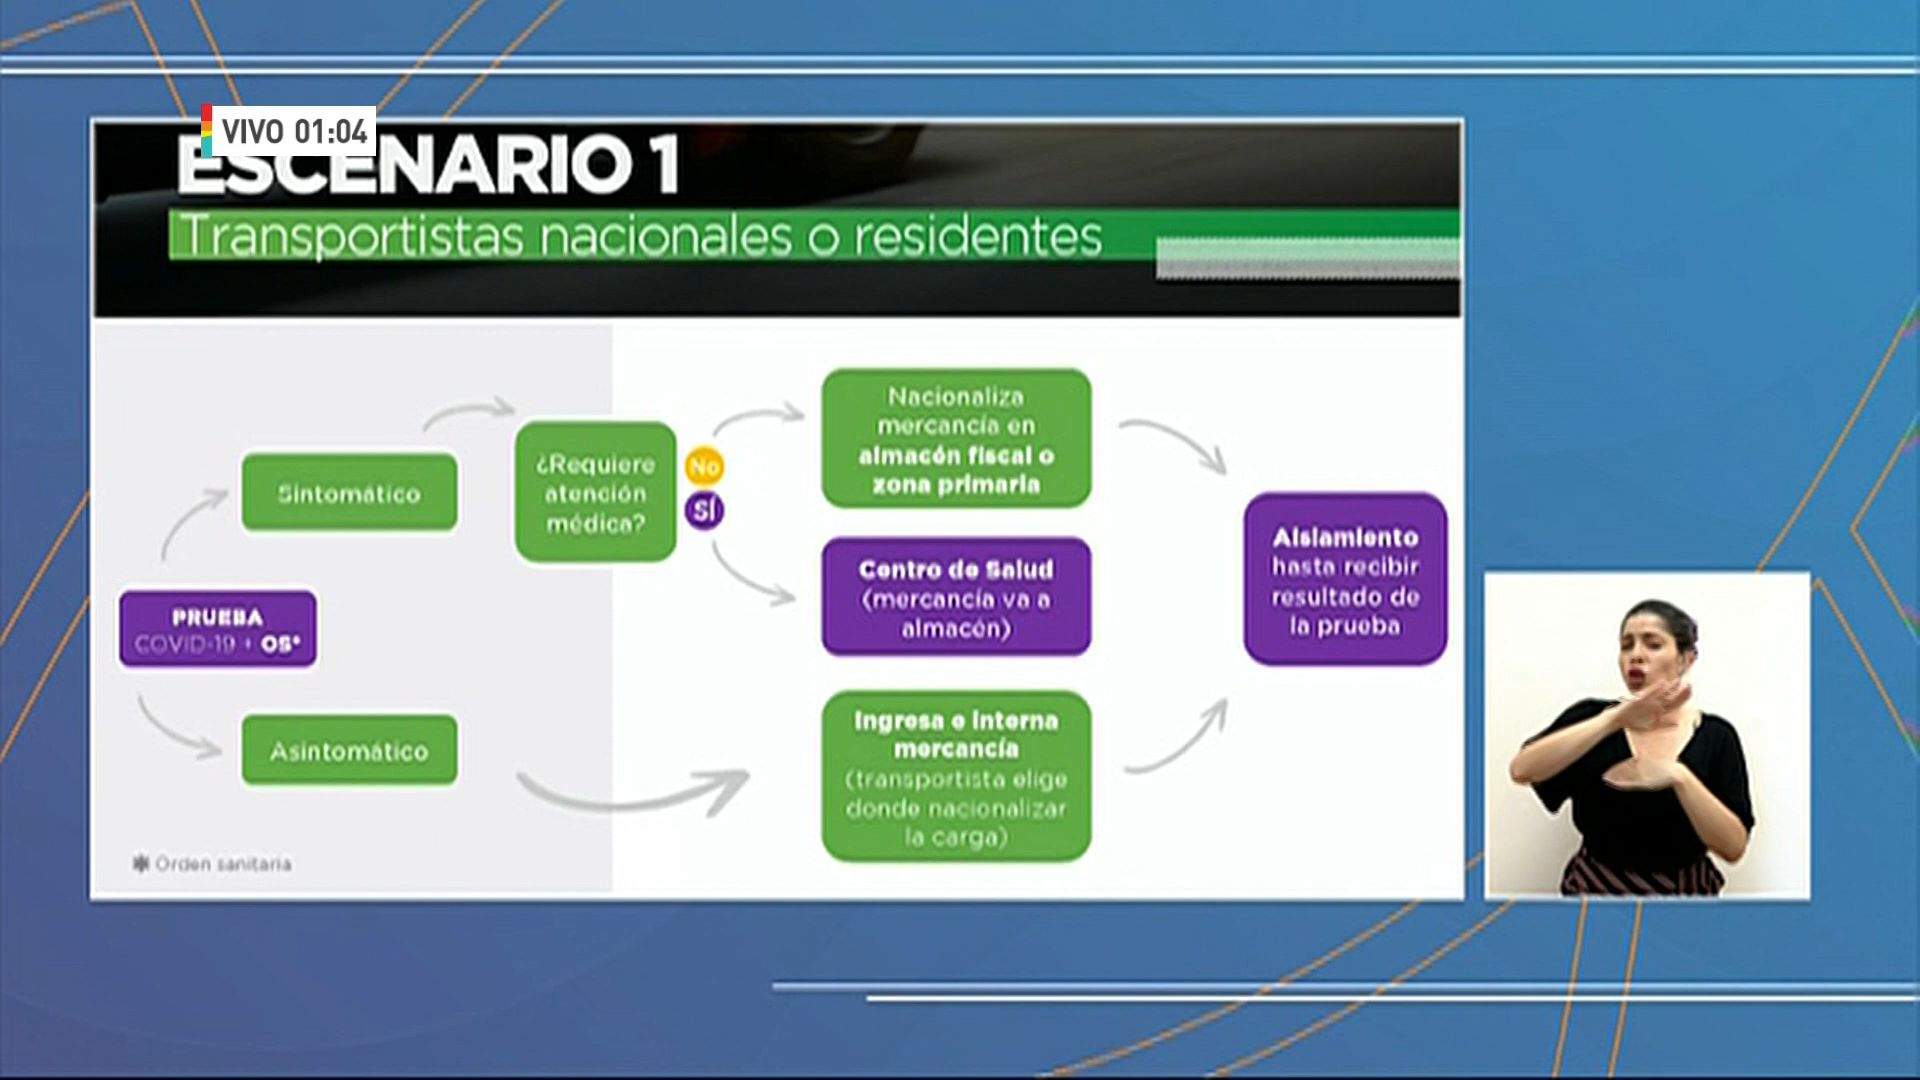 VIVO 01:04
ESCENARIO 1
Transportistas nacionales o residentes
Sintomático
¿Requiere
atención
médica?
No
SÍ
Nacionaliza
mercancía en
almacén fiscal o
zona primaria
Centro de Salud
(mercancía va a
almacén)
Aislamiento
hasta recibir
resultado de
la prueba
PRUEBA
COVID-19 + OS*
Asintomático
Ingresa e interna
mercancía
(transportista elige
donde nacionalizar
la carga)
✱ Orden sanitaria